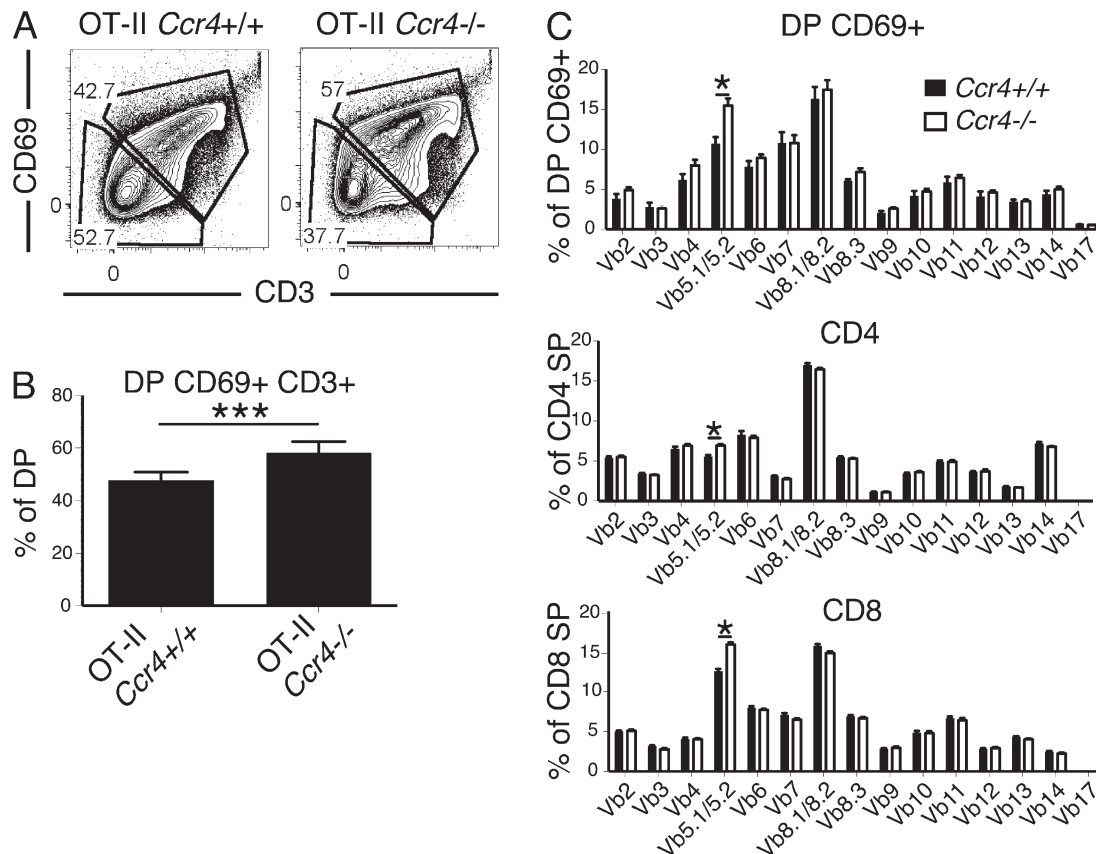 A
OT-II Ccr4+/+
OT-II Ccr4-/-
CD69
42.7
52.7
0
0
57
37.7
0
0
CD3
B
DP CD69+ CD3+
***
% of DP
80
60
40
20
0
OT-II
Ccr4+/+
OT-II
Ccr4-/-
C
DP CD69+
% of DP CD69+
20
15
10
5
0
*
Ccr4+/+
Ccr4-/-
Vb2
Vb3
Vb4
Vb5.1/5.2
Vb6
Vb7
Vb8.1/8.2
Vb8.3
Vb9
Vb10
Vb11
Vb12
Vb13
Vb14
Vb17
CD4
% of CD4 SP
20
15
10
5
0
*
Vb2
Vb3
Vb4
Vb5.1/5.2
Vb6
Vb7
Vb8.1/8.2
Vb8.3
Vb9
Vb10
Vb11
Vb12
Vb13
Vb14
Vb17
CD8
% of CD8 SP
20
15
10
5
0
*
Vb2
Vb3
Vb4
Vb5.1/5.2
Vb6
Vb7
Vb8.1/8.2
Vb8.3
Vb9
Vb10
Vb11
Vb12
Vb13
Vb14
Vb17